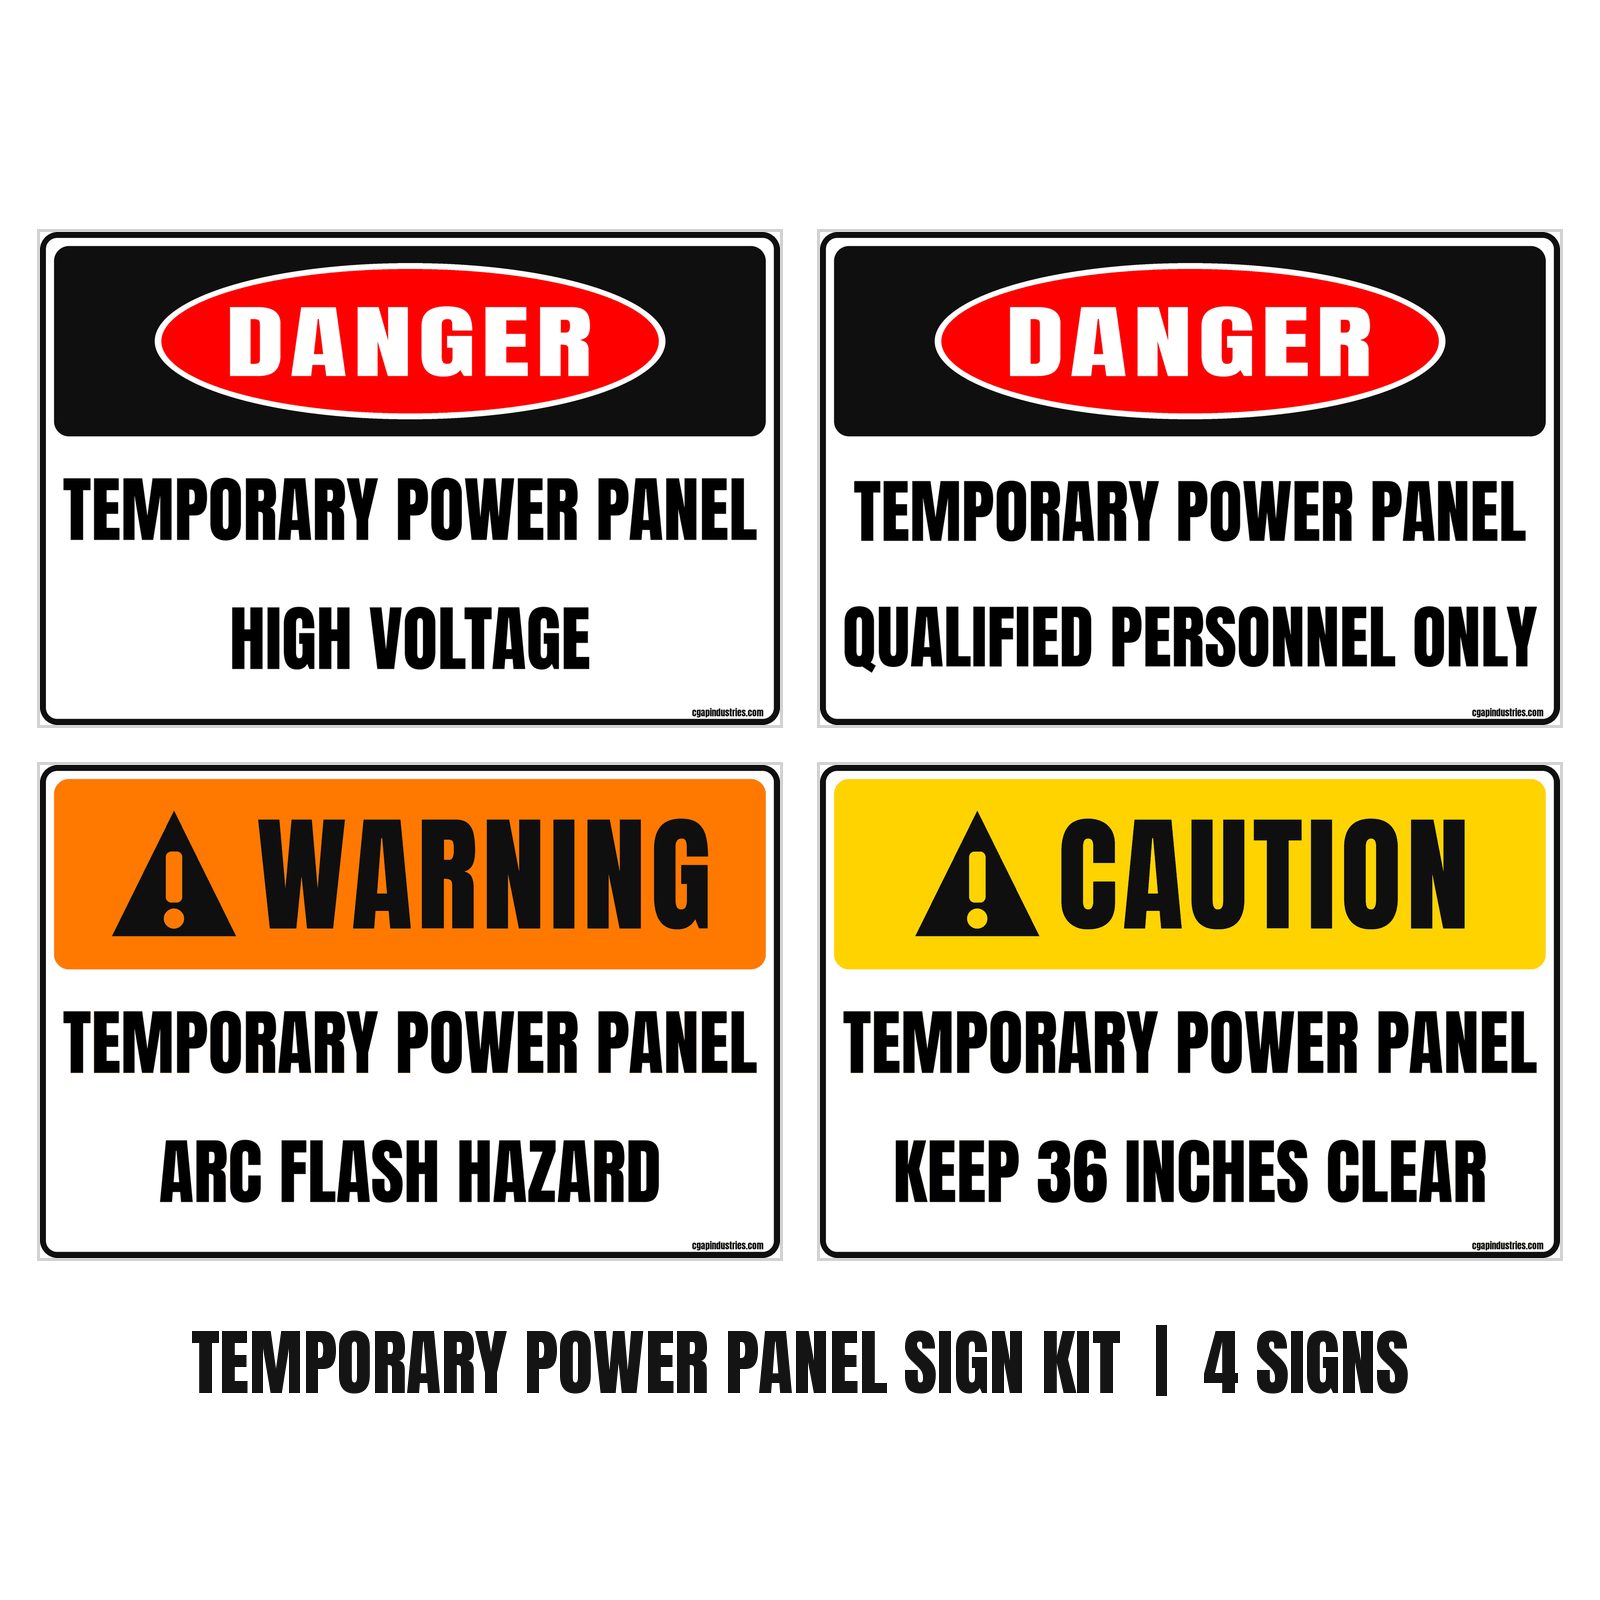 DANGER
TEMPORARY POWER PANEL
HIGH VOLTAGE
cgapindustries.com
DANGER
TEMPORARY POWER PANEL
QUALIFIED PERSONNEL ONLY
cgapindustries.com
WARNING
TEMPORARY POWER PANEL
ARC FLASH HAZARD
cgapindustries.com
CAUTION
TEMPORARY POWER PANEL
KEEP 36 INCHES CLEAR
cgapindustries.com
TEMPORARY POWER PANEL SIGN KIT | 4 SIGNS